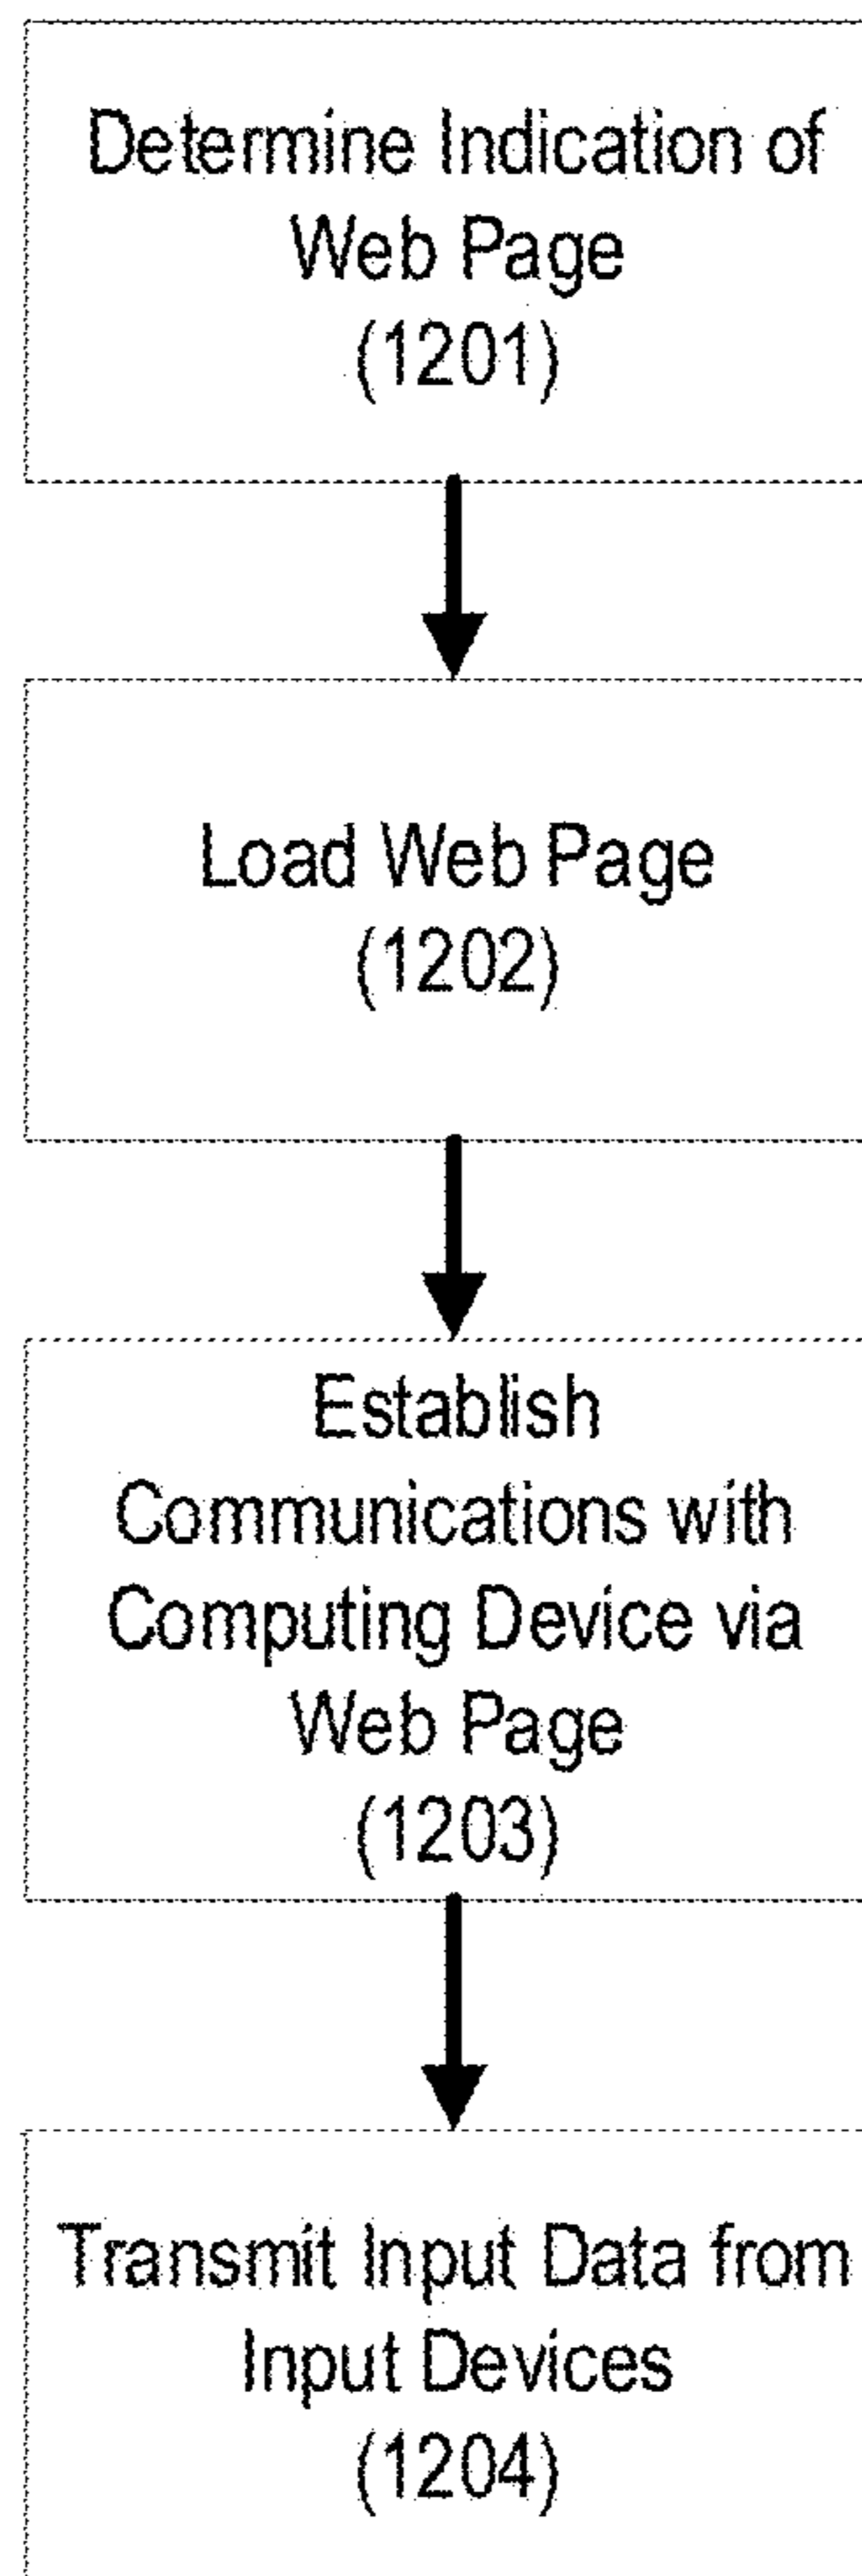 Determine Indication of
Web Page
(1201)
Load Web Page
(1202)
Establish
Communications with
Computing Device via
Web Page
(1203)
Transmit Input Data from
Input Devices
(1204)